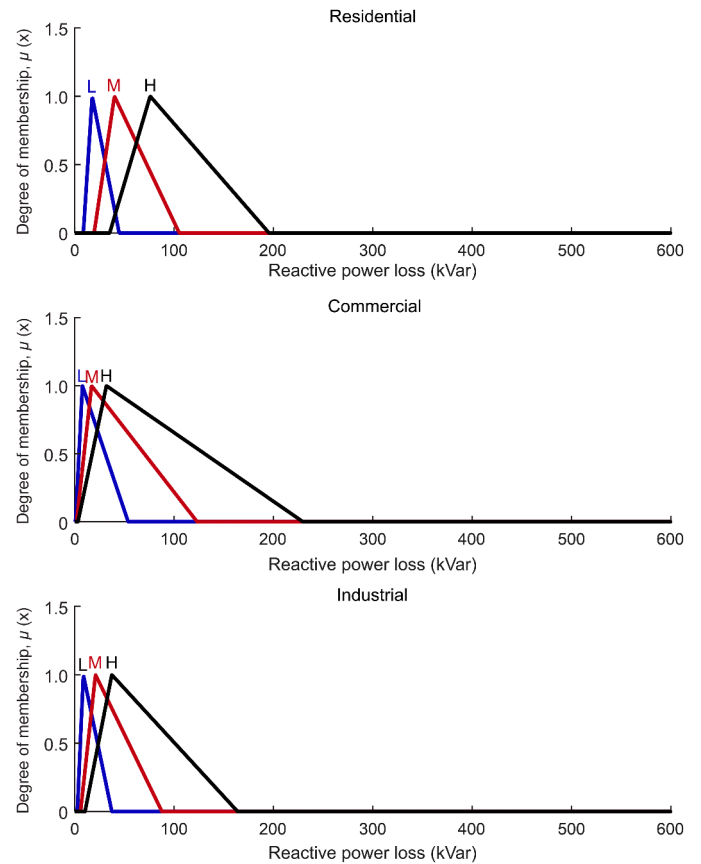 Residential
Degree of membership, μ (x)
1.5
1.0
0.5
0
L M H
0 100 200 300 400 500 600
Reactive power loss (kVar)
Commercial
Degree of membership, μ (x)
1.5
1.0
0.5
0
L M H
0 100 200 300 400 500 600
Reactive power loss (kVar)
Industrial
Degree of membership, μ (x)
1.5
1.0
0.5
0
L M H
0 100 200 300 400 500 600
Reactive power loss (kVar)